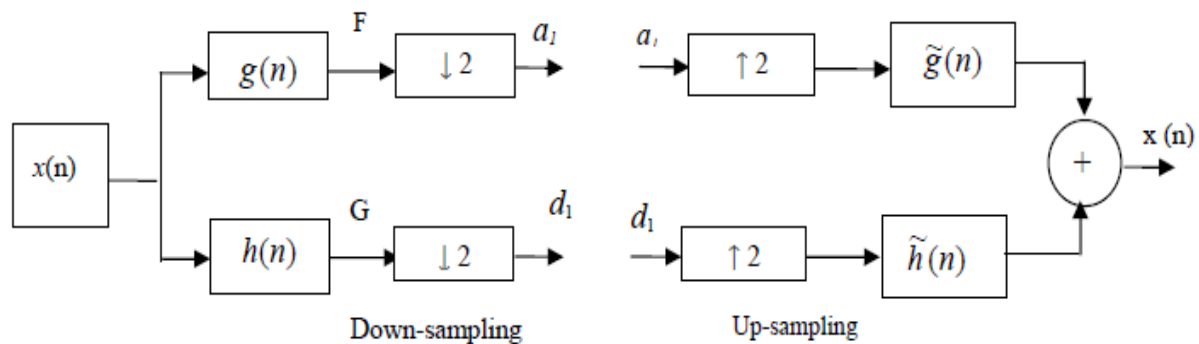 F
g(n)
↓ 2
a₁
a₁
↑ 2
g̃(n)
x(n)
+
x (n)
G
h(n)
↓ 2
d₁
d₁
↑ 2
h̃(n)
Down-sampling
Up-sampling